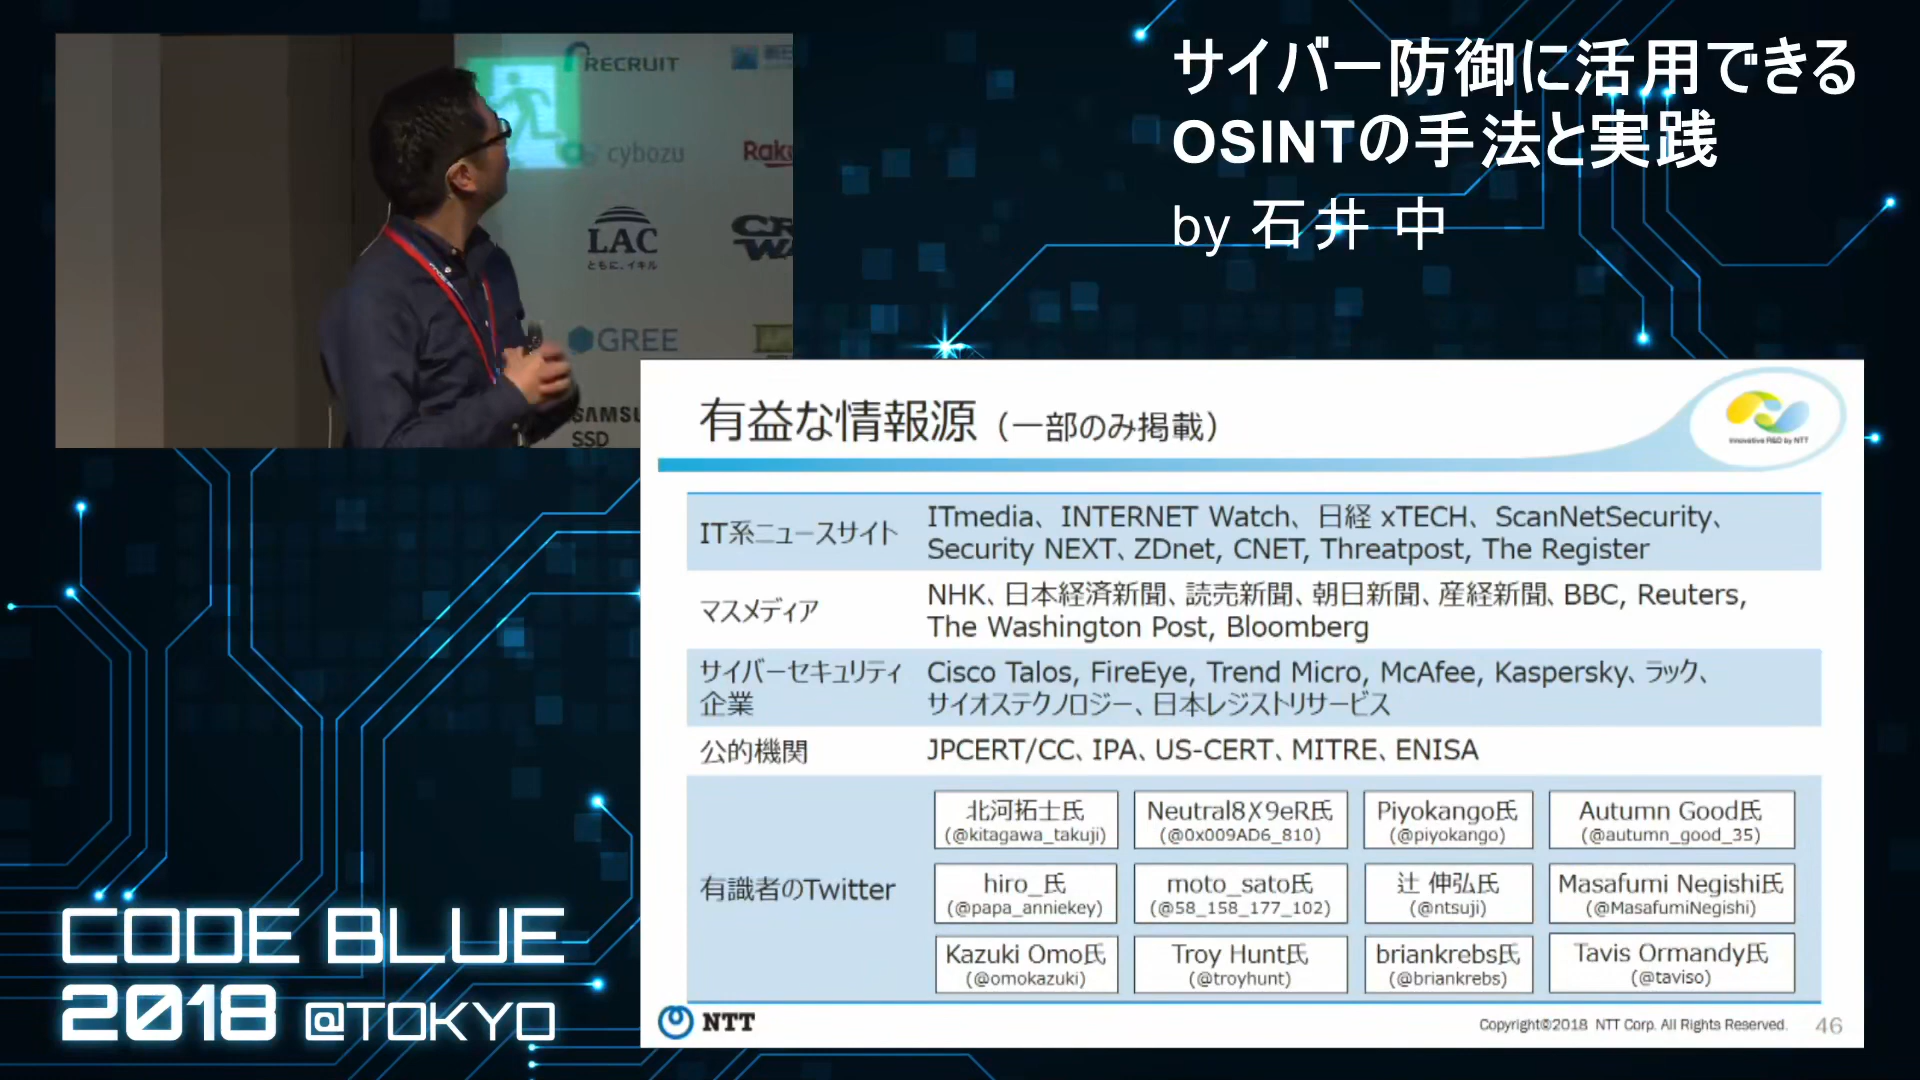 RECRUIT
cybozu
LAC
ともに、イキル
GREE
SSD
サイバー防御に活用できる
OSINTの手法と実践
by 石井 中
有益な情報源（一部のみ掲載）
Innovative R&D by NTT
IT系ニュースサイト
ITmedia、INTERNET Watch、日経 xTECH、ScanNetSecurity、
Security NEXT、ZDnet, CNET, Threatpost, The Register
マスメディア
NHK、日本経済新聞、読売新聞、朝日新聞、産経新聞、BBC, Reuters,
The Washington Post, Bloomberg
サイバーセキュリティ
企業
Cisco Talos, FireEye, Trend Micro, McAfee, Kaspersky、ラック、
サイオステクノロジー、日本レジストリサービス
公的機関
JPCERT/CC、IPA、US-CERT、MITRE、ENISA
有識者のTwitter
北河拓士氏
(@kitagawa_takuji)
Neutral8✗9eR氏
(@0x009AD6_810)
Piyokango氏
(@piyokango)
Autumn Good氏
(@autumn_good_35)
hiro_氏
(@papa_anniekey)
moto_sato氏
(@58_158_177_102)
辻 伸弘氏
(@ntsuji)
Masafumi Negishi氏
(@MasafumiNegishi)
Kazuki Omo氏
(@omokazuki)
Troy Hunt氏
(@troyhunt)
briankrebs氏
(@briankrebs)
Tavis Ormandy氏
(@taviso)
NTT
Copyright©2018 NTT Corp. All Rights Reserved.
46
CODE BLUE
2018 @TOKYO